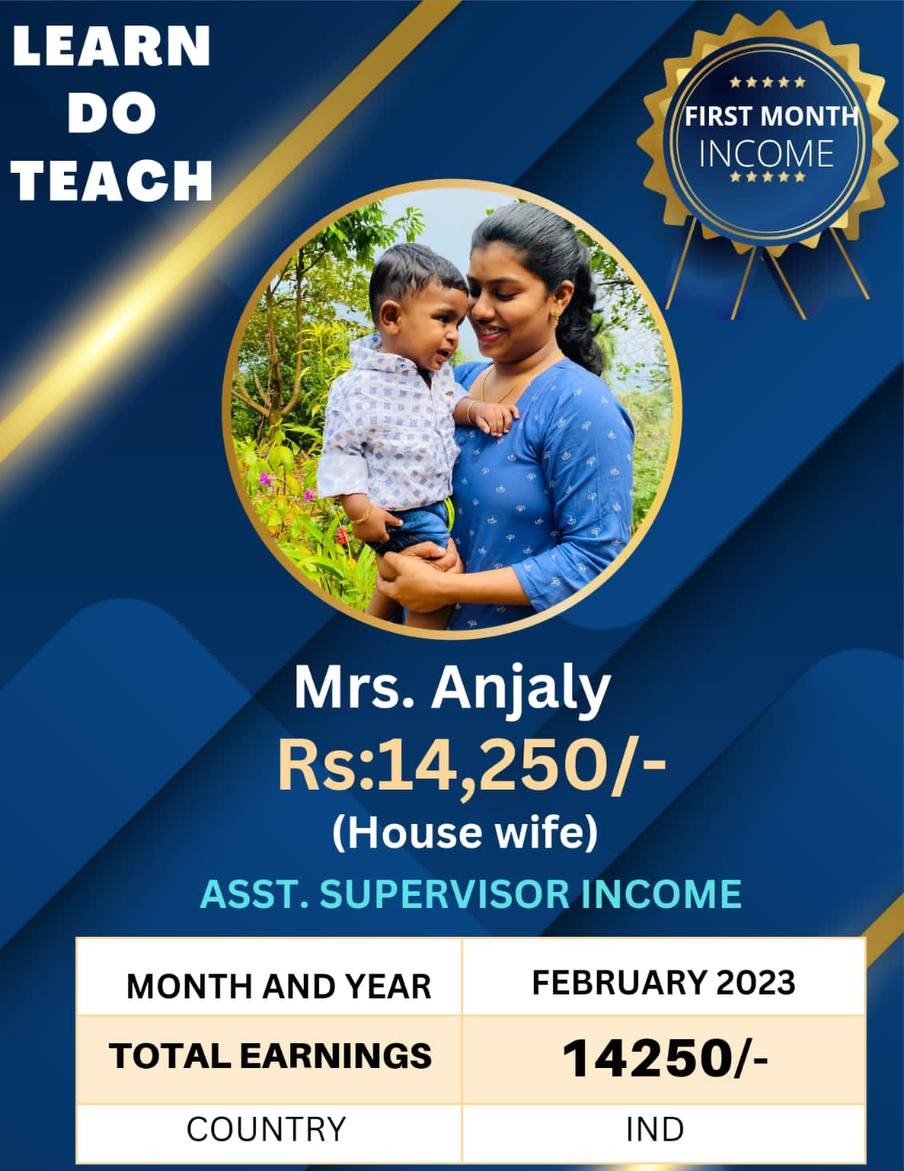 LEARN
DO
TEACH
FIRST MONTH
INCOME
Mrs. Anjaly
Rs:14,250/-
(House wife)
ASST. SUPERVISOR INCOME
MONTH AND YEAR FEBRUARY 2023
TOTAL EARNINGS 14250/-
COUNTRY IND